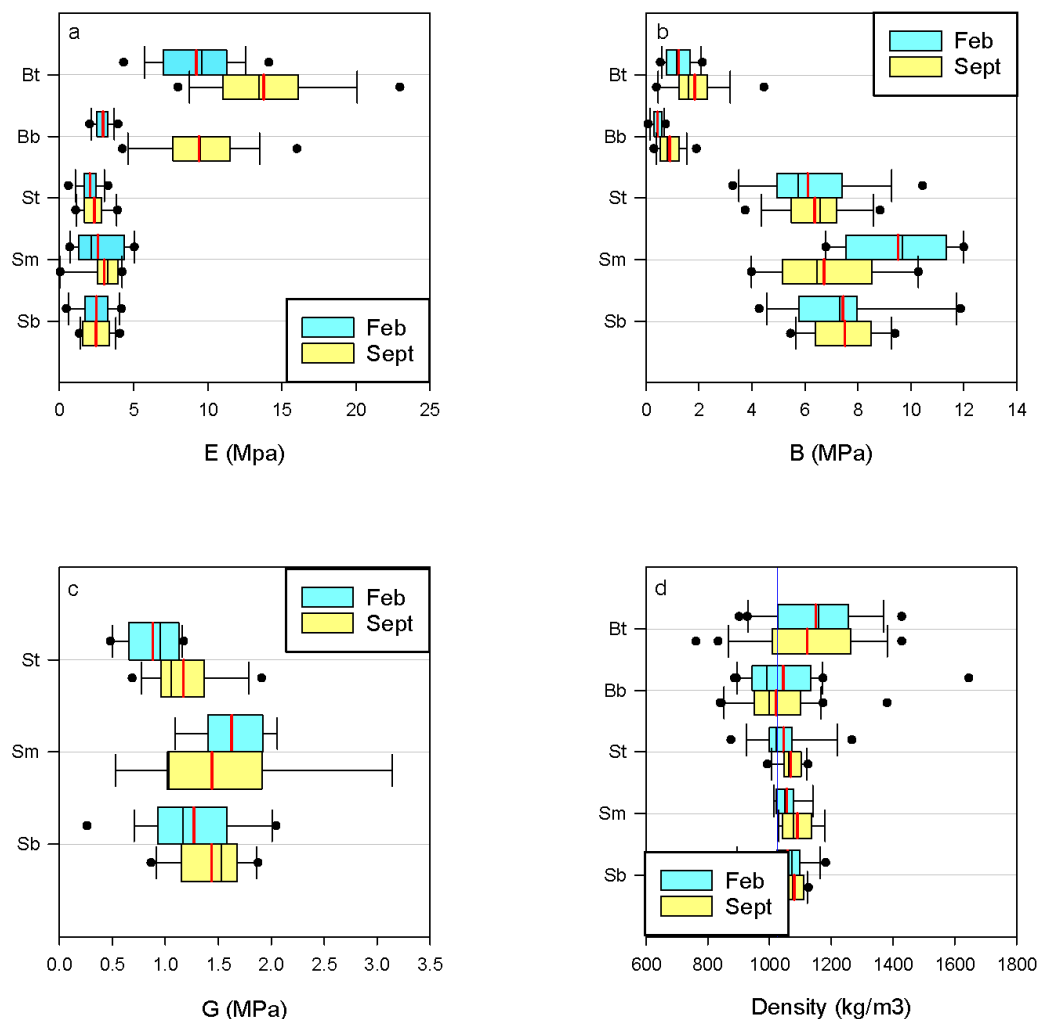 a
Bt
Bb
St
Sm
Sb
Feb
Sept
0 5 10 15 20 25
E (Mpa)
b
Feb
Sept
Bt
Bb
St
Sm
Sb
0 2 4 6 8 10 12 14
B (MPa)
c
Feb
Sept
St
Sm
Sb
0.0 0.5 1.0 1.5 2.0 2.5 3.0 3.5
G (MPa)
d
Bt
Bb
St
Sm
Sb
Feb
Sept
600 800 1000 1200 1400 1600 1800
Density (kg/m3)